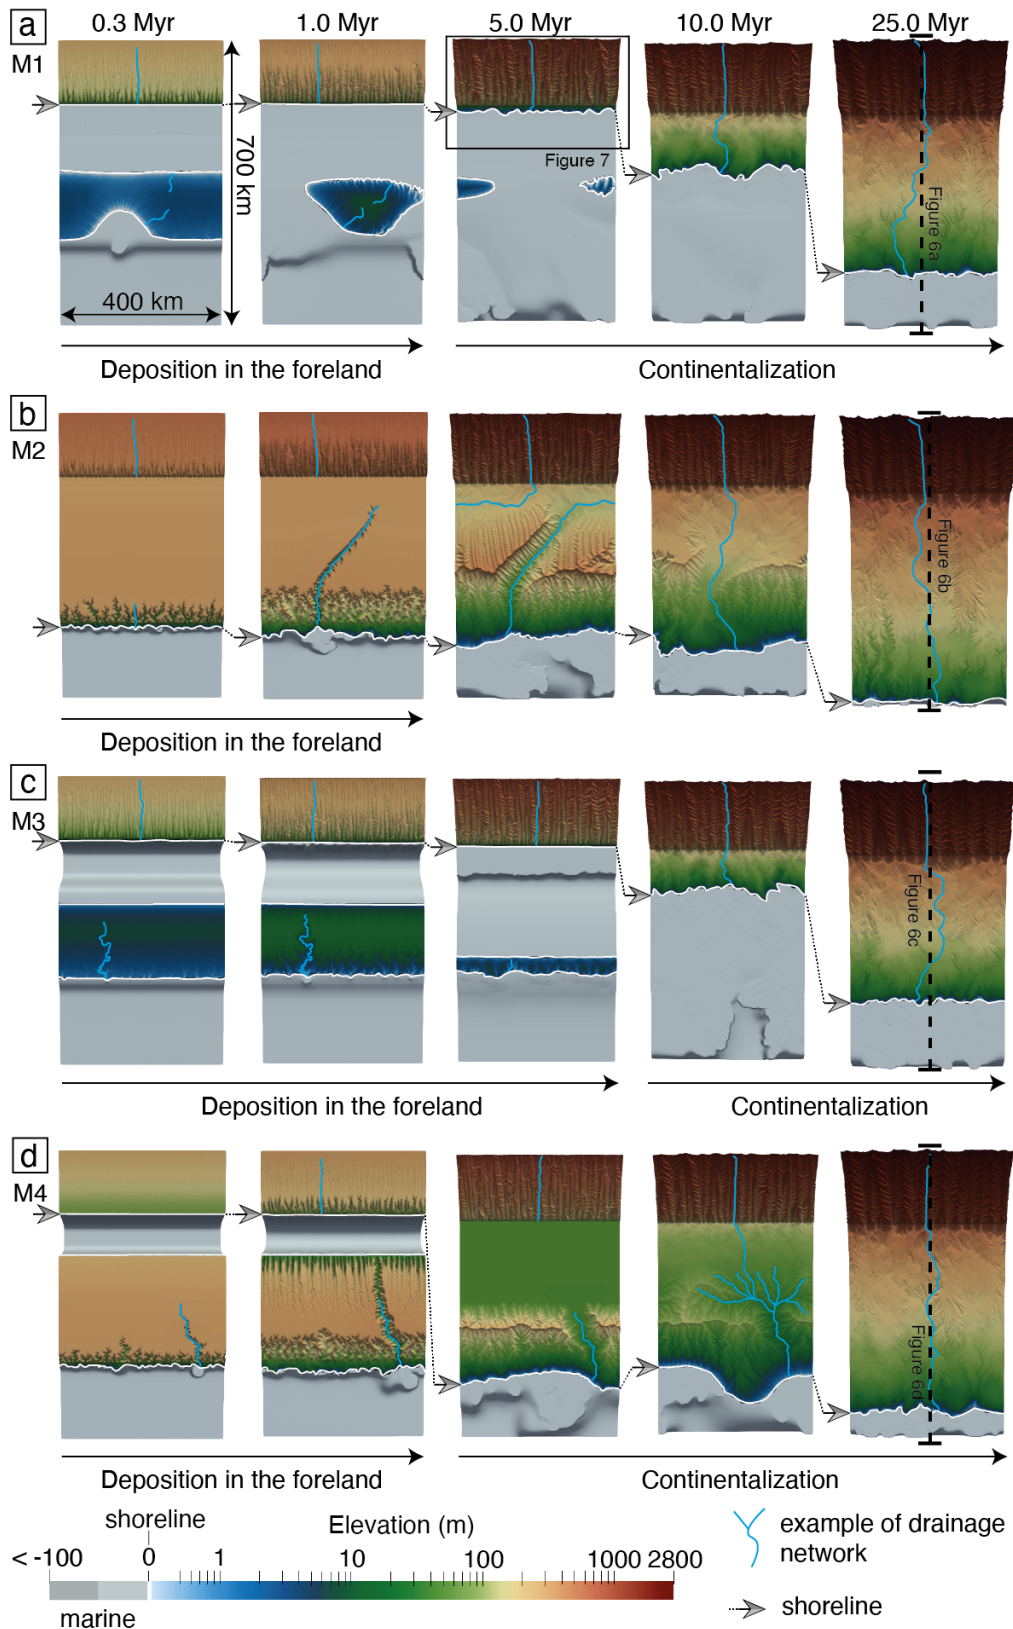 a
0.3 Myr
1.0 Myr
5.0 Myr
10.0 Myr
25.0 Myr
M1
700 km
Figure 7
Figure 6a
400 km
Deposition in the foreland
Continentalization
b
M2
Figure 6b
Deposition in the foreland
c
M3
Figure 6c
Deposition in the foreland
Continentalization
d
M4
Figure 6d
Deposition in the foreland
Continentalization
shoreline
Elevation (m)
< -100 0 1 10 100 1000 2800
marine
example of drainage
network
shoreline